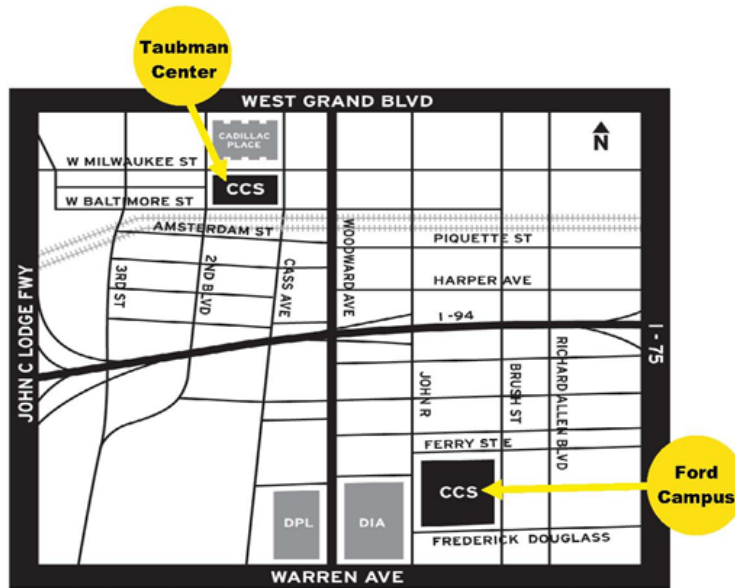 Taubman
Center
WEST GRAND BLVD
CADILLAC
PLACE
N
W MILWAUKEE ST
CCS
W BALTIMORE ST
AMSTERDAM ST
WOODWARD AVE
PIQUETTE ST
3RD ST
2ND BLVD
CASS AVE
HARPER AVE
JOHN C LODGE FWY
I-94
I-75
JOHN R
BRUSH ST
RICHARD ALLEN BLVD
FERRY ST E
CCS
Ford
Campus
DPL
DIA
FREDERICK DOUGLASS
WARREN AVE